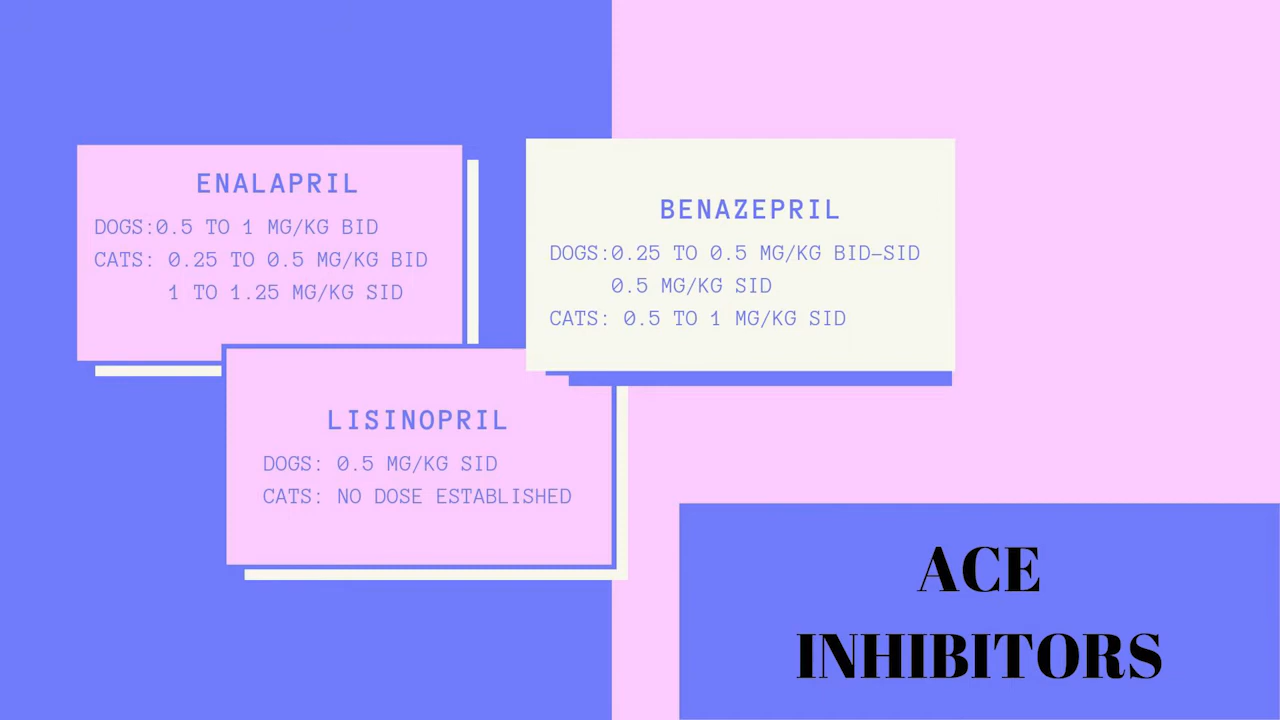 ENALAPRIL
DOGS:0.5 TO 1 MG/KG BID
CATS: 0.25 TO 0.5 MG/KG BID
1 TO 1.25 MG/KG SID
BENAZEPRIL
DOGS:0.25 TO 0.5 MG/KG BID–SID
0.5 MG/KG SID
CATS: 0.5 TO 1 MG/KG SID
LISINOPRIL
DOGS: 0.5 MG/KG SID
CATS: NO DOSE ESTABLISHED
ACE
INHIBITORS